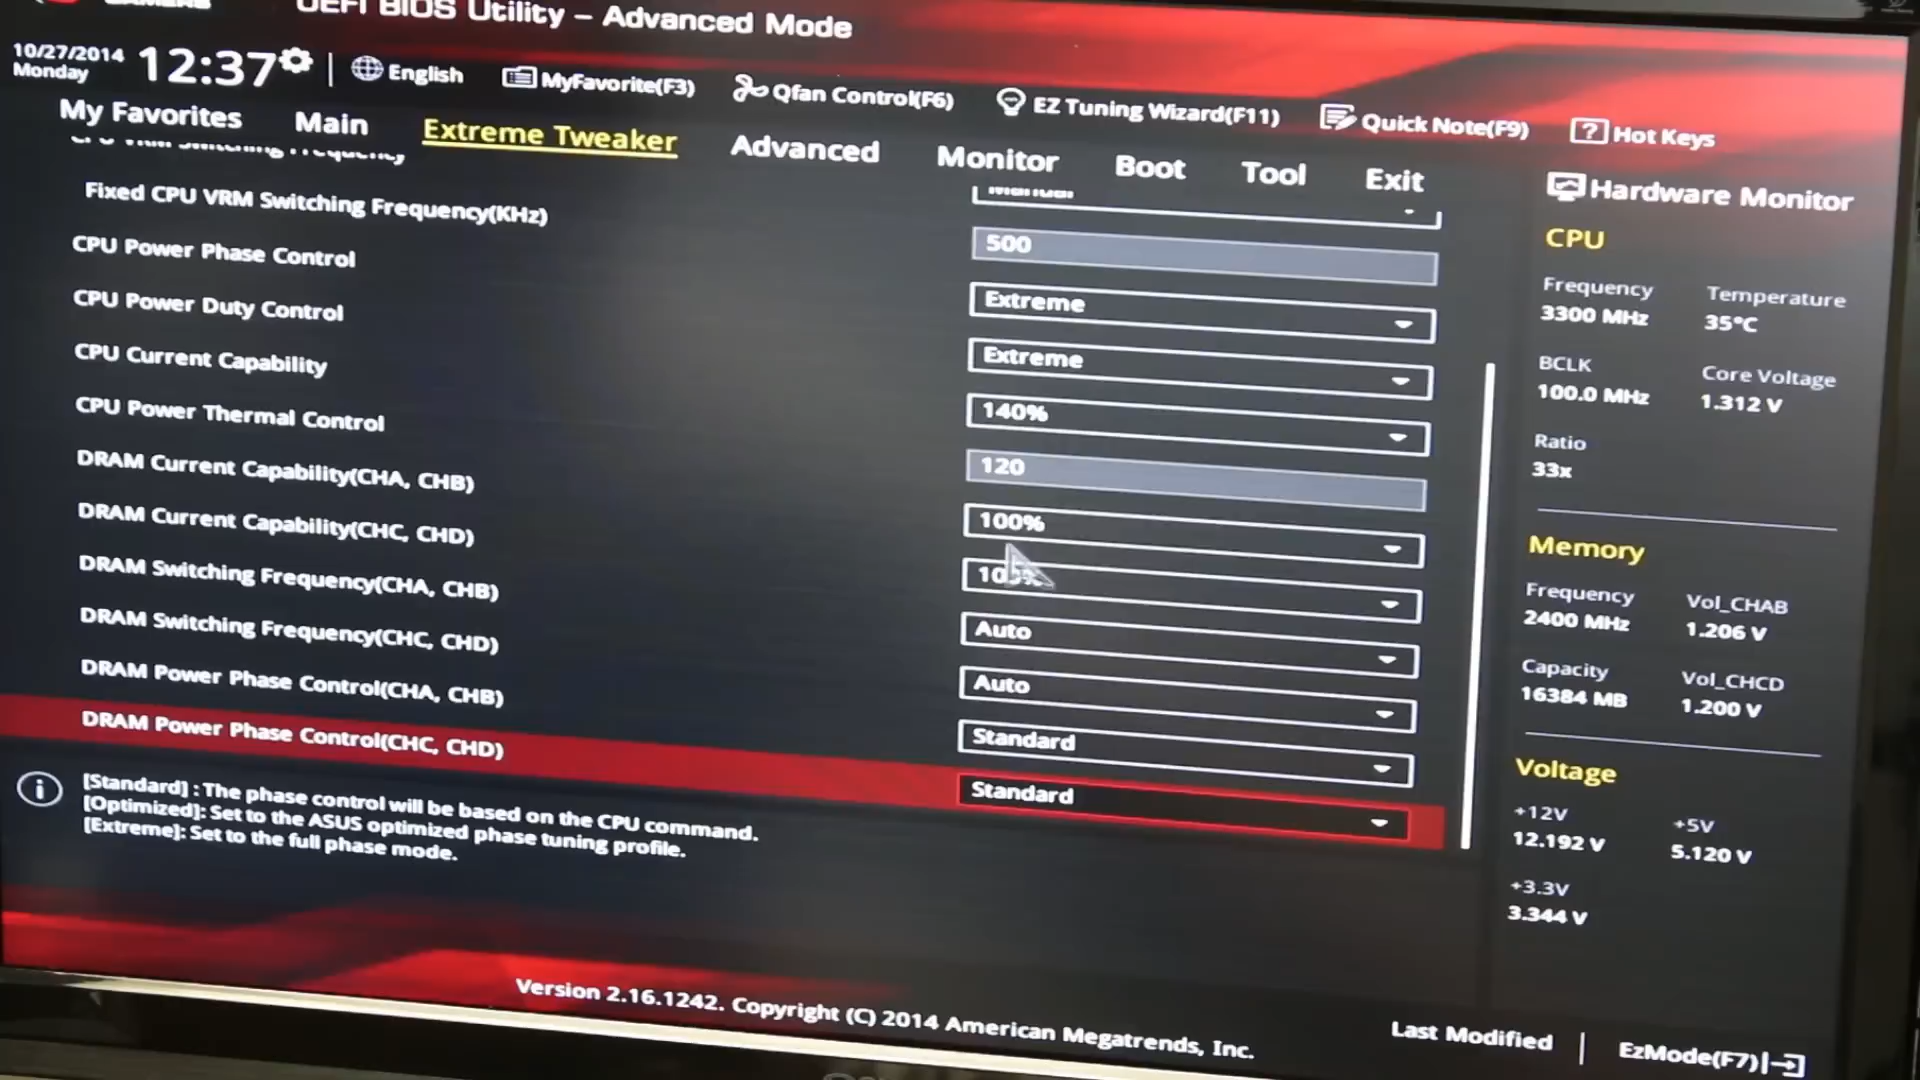 UEFI BIOS Utility – Advanced Mode
10/27/2014
Monday
12:37
English
MyFavorite(F3)
Qfan Control(F6)
EZ Tuning Wizard(F11)
Quick Note(F9)
Hot Keys
My Favorites
Main
Extreme Tweaker
Advanced
Monitor
Boot
Tool
Exit
CPU VRM Switching Frequency
Manual
Fixed CPU VRM Switching Frequency(KHz)
500
CPU Power Phase Control
Extreme
CPU Power Duty Control
Extreme
CPU Current Capability
140%
CPU Power Thermal Control
120
DRAM Current Capability(CHA, CHB)
100%
DRAM Current Capability(CHC, CHD)
100%
DRAM Switching Frequency(CHA, CHB)
Auto
DRAM Switching Frequency(CHC, CHD)
Auto
DRAM Power Phase Control(CHA, CHB)
Standard
DRAM Power Phase Control(CHC, CHD)
Standard
[Standard] : The phase control will be based on the CPU command.
[Optimized]: Set to the ASUS optimized phase tuning profile.
[Extreme]: Set to the full phase mode.
Hardware Monitor
CPU
Frequency
3300 MHz
Temperature
35°C
BCLK
100.0 MHz
Core Voltage
1.312 V
Ratio
33x
Memory
Frequency
2400 MHz
Vol_CHAB
1.206 V
Capacity
16384 MB
Vol_CHCD
1.200 V
Voltage
+12V
12.192 V
+5V
5.120 V
+3.3V
3.344 V
Version 2.16.1242. Copyright (C) 2014 American Megatrends, Inc.
Last Modified
EzMode(F7)